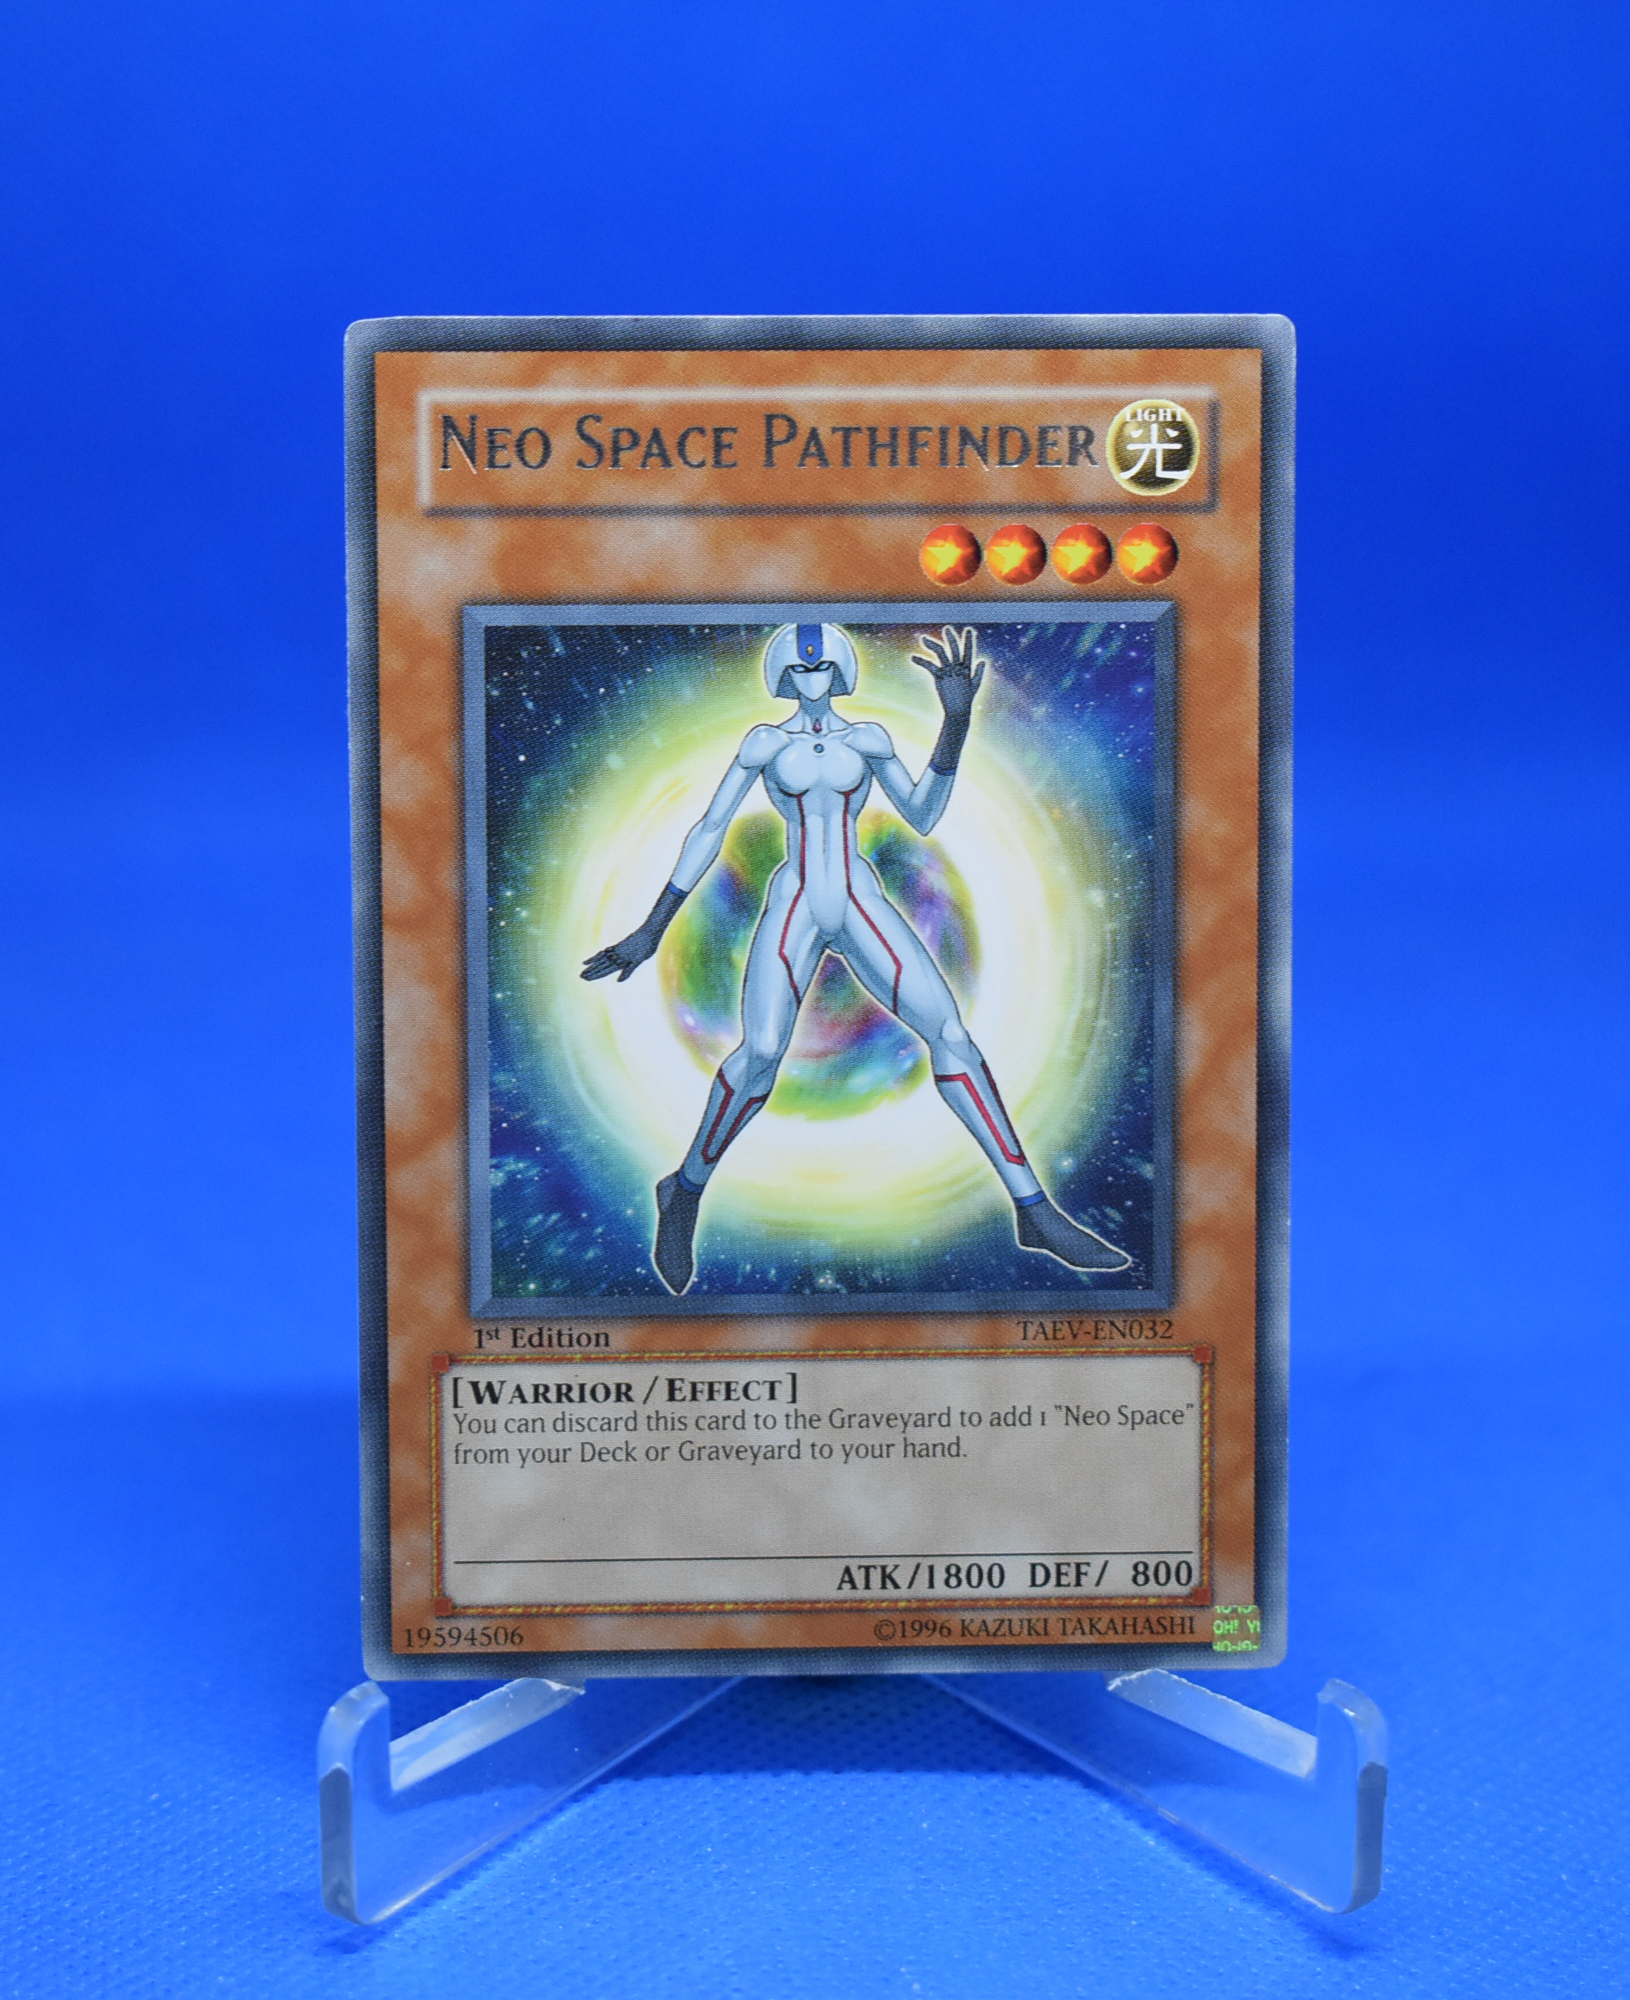 NEO SPACE PATHFINDER
LIGHT
光
1st Edition
TAEV-EN032
[WARRIOR / EFFECT]
You can discard this card to the Graveyard to add 1 "Neo Space"
from your Deck or Graveyard to your hand.
ATK/1800 DEF/ 800
19594506
©1996 KAZUKI TAKAHASHI
OH! YU